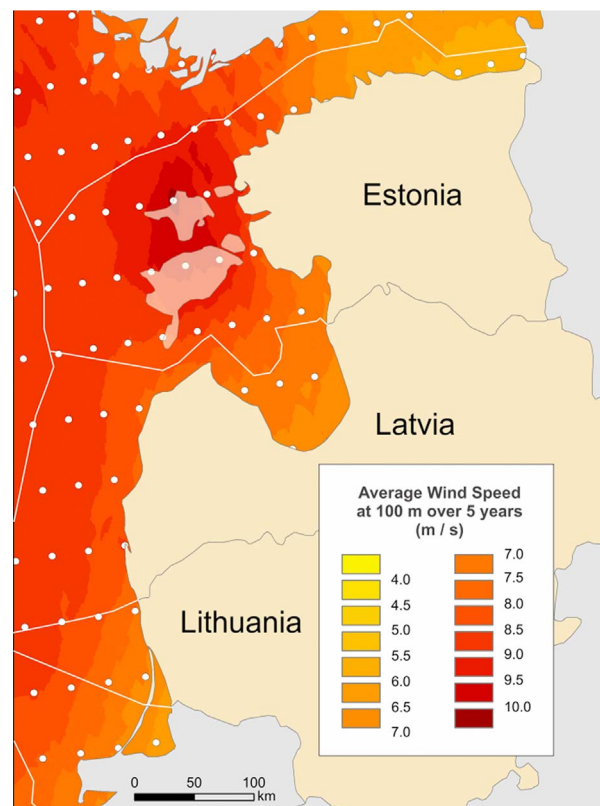 Estonia
Latvia
Lithuania
Average Wind Speed
at 100 m over 5 years
(m / s)
4.0
4.5
5.0
5.5
6.0
6.5
7.0
7.0
7.5
8.0
8.5
9.0
9.5
10.0
0 50 100
km